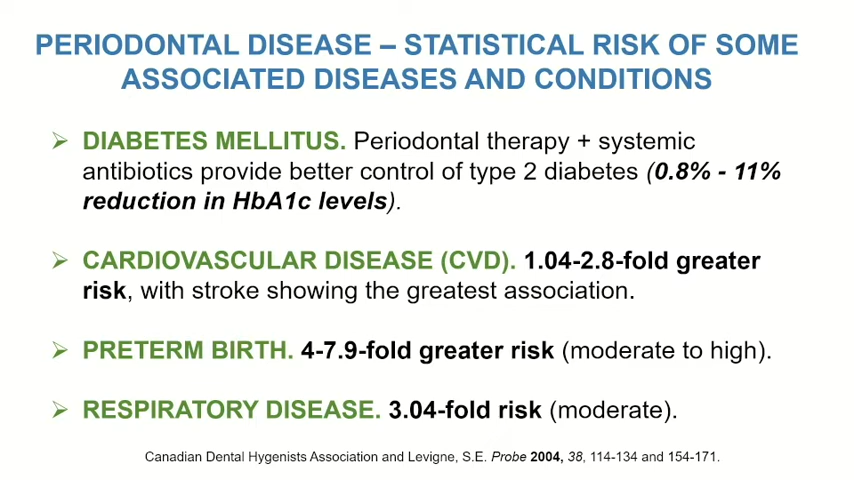 PERIODONTAL DISEASE – STATISTICAL RISK OF SOME
ASSOCIATED DISEASES AND CONDITIONS
➢ DIABETES MELLITUS. Periodontal therapy + systemic
antibiotics provide better control of type 2 diabetes (0.8% - 11%
reduction in HbA1c levels).
➢ CARDIOVASCULAR DISEASE (CVD). 1.04-2.8-fold greater
risk, with stroke showing the greatest association.
➢ PRETERM BIRTH. 4-7.9-fold greater risk (moderate to high).
➢ RESPIRATORY DISEASE. 3.04-fold risk (moderate).
Canadian Dental Hygenists Association and Levigne, S.E. Probe 2004, 38, 114-134 and 154-171.